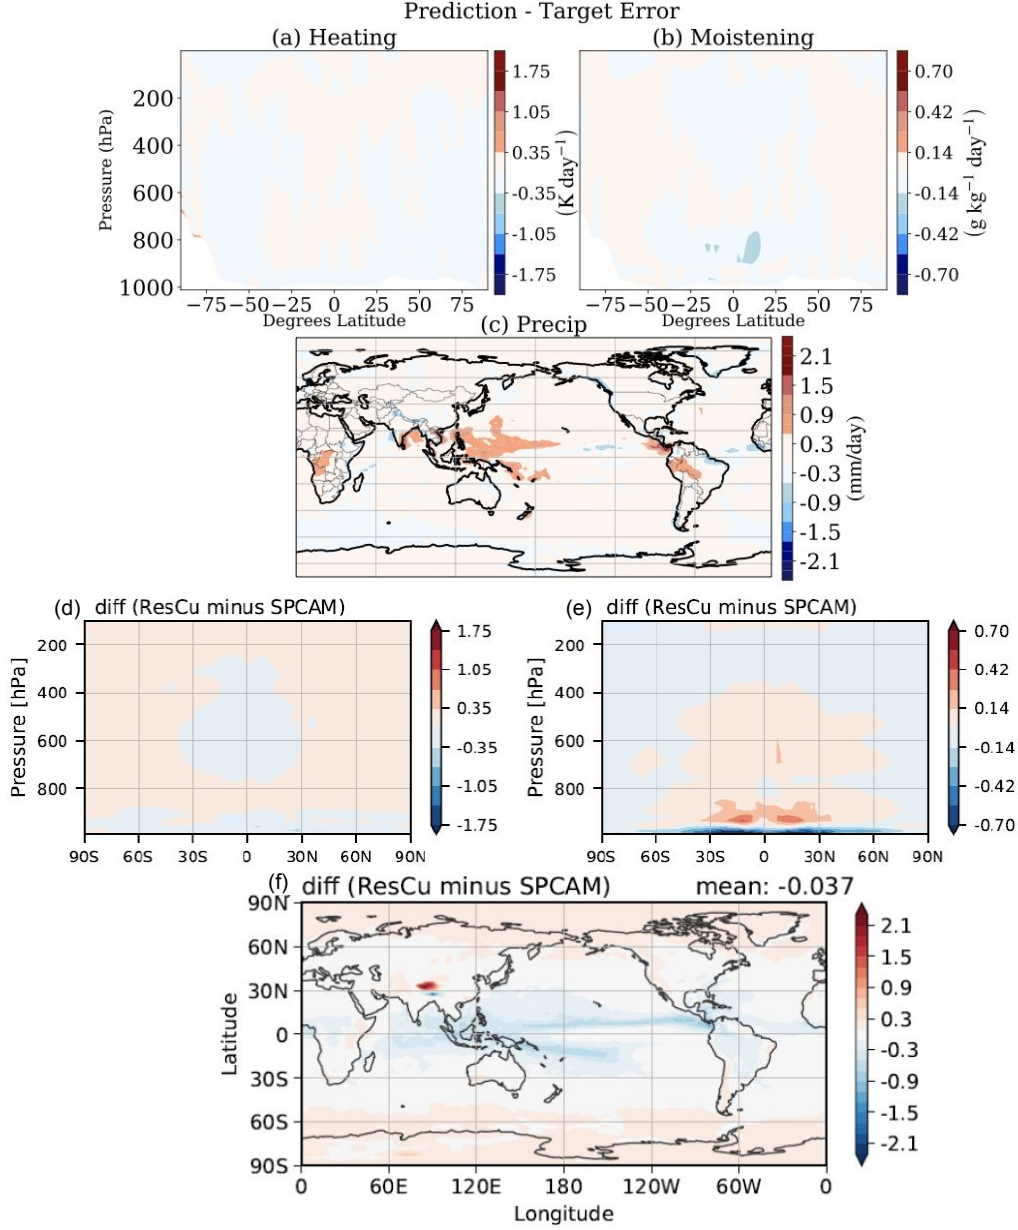 Prediction - Target Error
(a) Heating
(b) Moistening
Pressure (hPa)
200
400
600
800
1000
−75 −50 −25 0 25 50 75
Degrees Latitude
1.75
1.05
0.35
-0.35
-1.05
-1.75
(K day−1)
−75 −50 −25 0 25 50 75
Degrees Latitude
0.70
0.42
0.14
-0.14
-0.42
-0.70
(g kg−1 day−1)
(c) Precip
2.1
1.5
0.9
0.3
-0.3
-0.9
-1.5
-2.1
(mm/day)
(d) diff (ResCu minus SPCAM)
Pressure [hPa]
200
400
600
800
90S 60S 30S 0 30N 60N 90N
1.75
1.05
0.35
-0.35
-1.05
-1.75
(e) diff (ResCu minus SPCAM)
Pressure [hPa]
200
400
600
800
90S 60S 30S 0 30N 60N 90N
0.70
0.42
0.14
-0.14
-0.42
-0.70
(f) diff (ResCu minus SPCAM) mean: -0.037
Latitude
90N
60N
30N
0
30S
60S
90S
0 60E 120E 180 120W 60W 0
Longitude
2.1
1.5
0.9
0.3
-0.3
-0.9
-1.5
-2.1